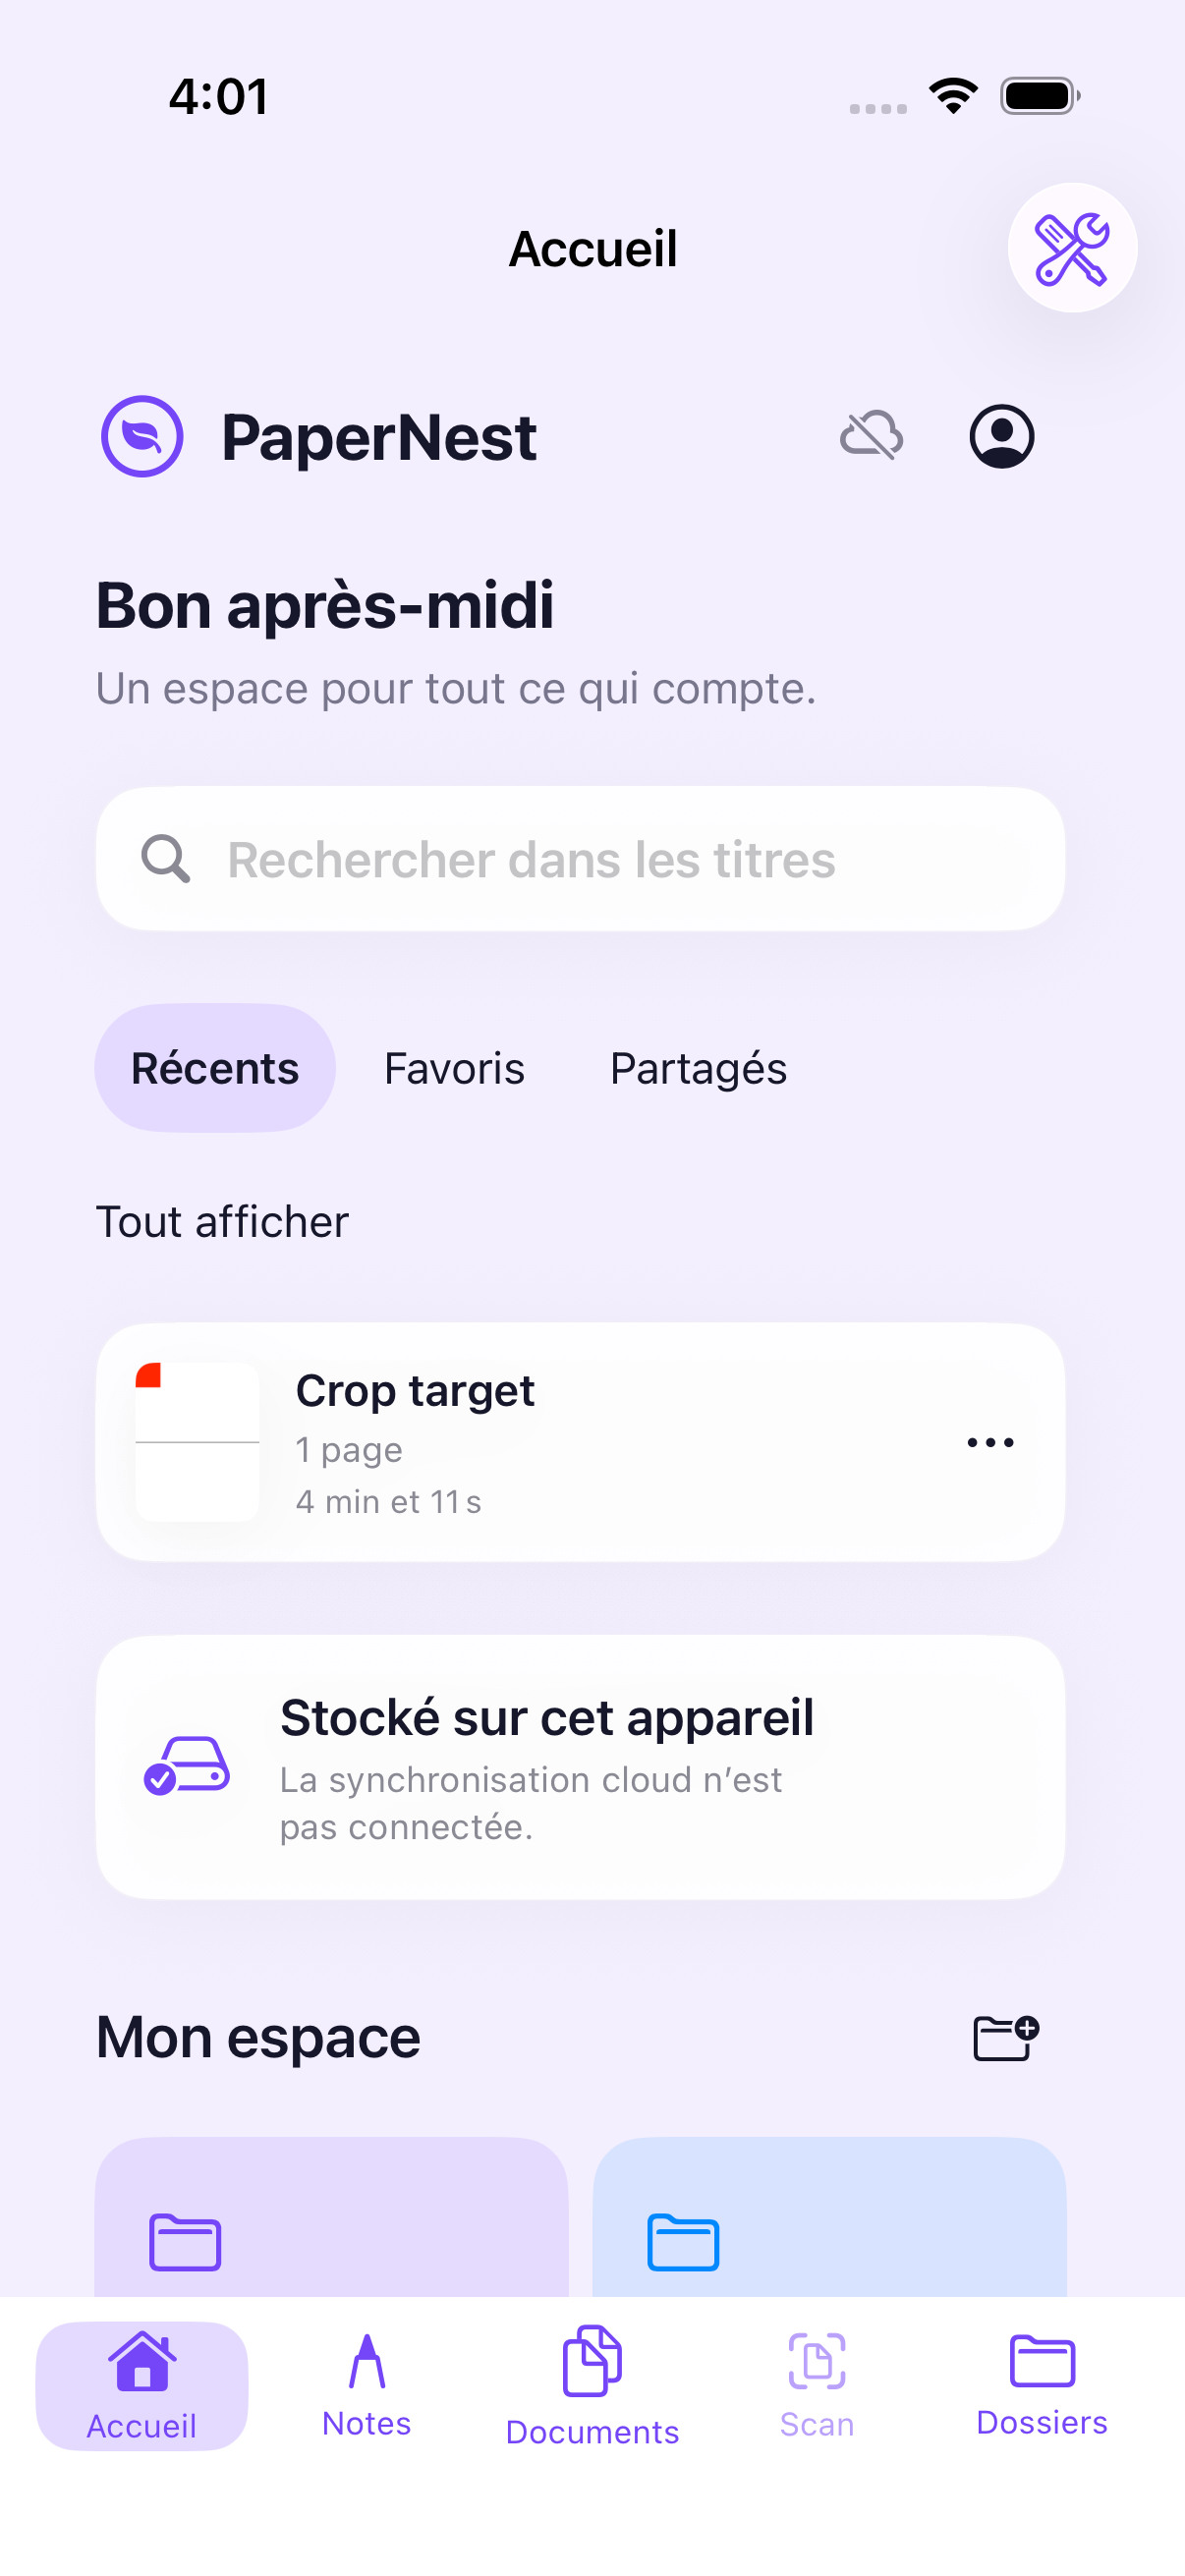 4:01
Accueil
PaperNest
Bon après-midi
Un espace pour tout ce qui compte.
Rechercher dans les titres
Récents
Favoris
Partagés
Tout afficher
Crop target
1 page
4 min et 11 s
Stocké sur cet appareil
La synchronisation cloud n’est
pas connectée.
Mon espace
Accueil
Notes
Documents
Scan
Dossiers